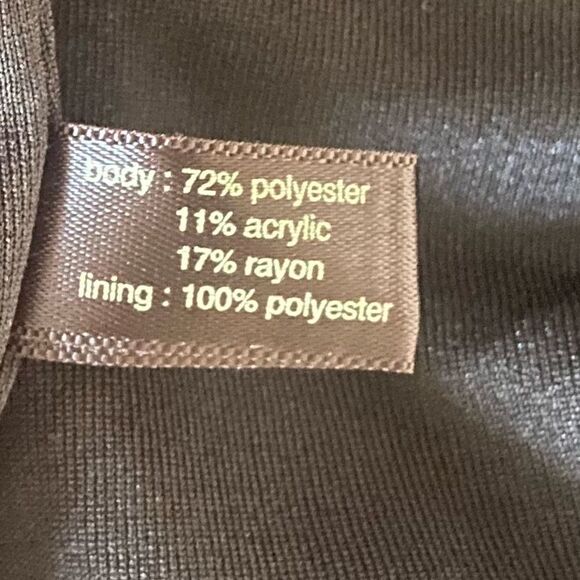 body : 72% polyester
11% acrylic
17% rayon
lining : 100% polyester